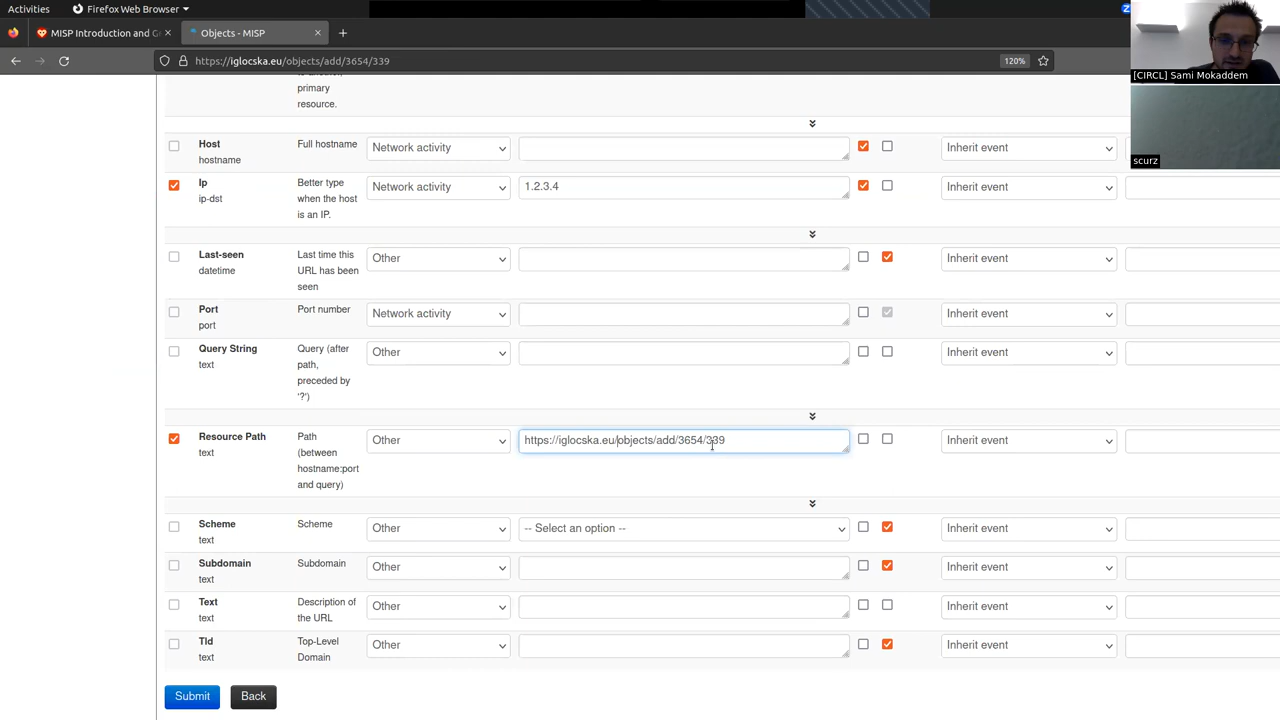 Activities
Firefox Web Browser
MISP Introduction and G
Objects - MISP
https://iglocska.eu/objects/add/3654/339
120%
[CIRCL] Sami Mokaddem
scurz
primary
resource.
Host
hostname
Full hostname
Network activity
Inherit event
Ip
ip-dst
Better type
when the host
is an IP.
Network activity
1.2.3.4
Inherit event
Last-seen
datetime
Last time this
URL has been
seen
Other
Inherit event
Port
port
Port number
Network activity
Inherit event
Query String
text
Query (after
path,
preceded by
'?')
Other
Inherit event
Resource Path
text
Path
(between
hostname:port
and query)
Other
https://iglocska.eu/objects/add/3654/339
Inherit event
Scheme
text
Scheme
Other
-- Select an option --
Inherit event
Subdomain
text
Subdomain
Other
Inherit event
Text
text
Description of
the URL
Other
Inherit event
Tld
text
Top-Level
Domain
Other
Inherit event
Submit
Back